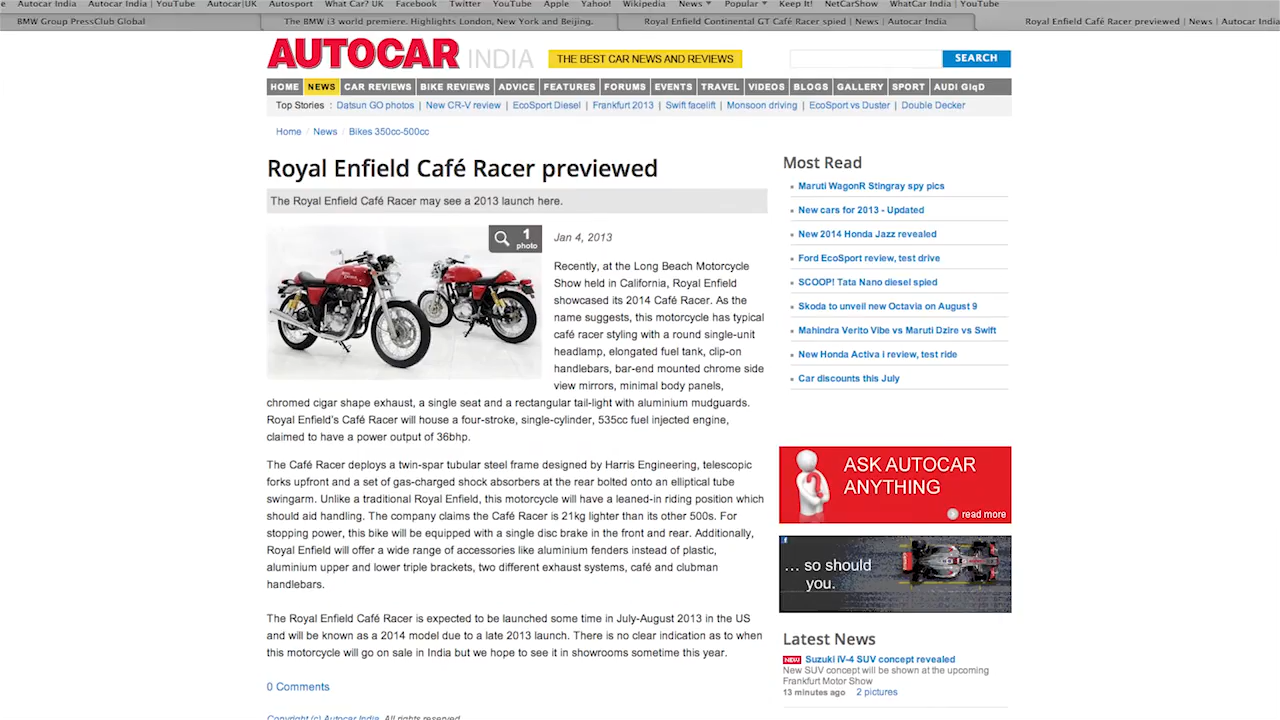 Autocar India Autocar India | YouTube Autocar|UK Autosport What Car? UK Facebook Twitter YouTube Apple Yahoo! Wikipedia News Popular Keep It! NetCarShow WhatCar India | YouTube
BMW Group PressClub Global
The BMW i3 world premiere. Highlights London, New York and Beijing.
Royal Enfield Continental GT Café Racer spied | News | Autocar India
Royal Enfield Café Racer previewed | News | Autocar India
AUTOCAR INDIA
THE BEST CAR NEWS AND REVIEWS
SEARCH
HOME NEWS CAR REVIEWS BIKE REVIEWS ADVICE FEATURES FORUMS EVENTS TRAVEL VIDEOS BLOGS GALLERY SPORT AUDI GIqD
Top Stories : Datsun GO photos | New CR-V review | EcoSport Diesel | Frankfurt 2013 | Swift facelift | Monsoon driving | EcoSport vs Duster | Double Decker
Home / News / Bikes 350cc-500cc
Royal Enfield Café Racer previewed
The Royal Enfield Café Racer may see a 2013 launch here.
1
photo
Jan 4, 2013
Recently, at the Long Beach Motorcycle
Show held in California, Royal Enfield
showcased its 2014 Café Racer. As the
name suggests, this motorcycle has typical
café racer styling with a round single-unit
headlamp, elongated fuel tank, clip-on
handlebars, bar-end mounted chrome side
view mirrors, minimal body panels,
chromed cigar shape exhaust, a single seat and a rectangular tail-light with aluminium mudguards.
Royal Enfield's Café Racer will house a four-stroke, single-cylinder, 535cc fuel injected engine,
claimed to have a power output of 36bhp.
The Café Racer deploys a twin-spar tubular steel frame designed by Harris Engineering, telescopic
forks upfront and a set of gas-charged shock absorbers at the rear bolted onto an elliptical tube
swingarm. Unlike a traditional Royal Enfield, this motorcycle will have a leaned-in riding position which
should aid handling. The company claims the Café Racer is 21kg lighter than its other 500s. For
stopping power, this bike will be equipped with a single disc brake in the front and rear. Additionally,
Royal Enfield will offer a wide range of accessories like aluminium fenders instead of plastic,
aluminium upper and lower triple brackets, two different exhaust systems, café and clubman
handlebars.
The Royal Enfield Café Racer is expected to be launched some time in July-August 2013 in the US
and will be known as a 2014 model due to a late 2013 launch. There is no clear indication as to when
this motorcycle will go on sale in India but we hope to see it in showrooms sometime this year.
0 Comments
Copyright (c) Autocar India. All rights reserved.
Most Read
Maruti WagonR Stingray spy pics
New cars for 2013 - Updated
New 2014 Honda Jazz revealed
Ford EcoSport review, test drive
SCOOP! Tata Nano diesel spied
Skoda to unveil new Octavia on August 9
Mahindra Verito Vibe vs Maruti Dzire vs Swift
New Honda Activa i review, test ride
Car discounts this July
ASK AUTOCAR
ANYTHING
read more
... so should
you.
Latest News
NEW Suzuki iV-4 SUV concept revealed
New SUV concept will be shown at the upcoming
Frankfurt Motor Show
13 minutes ago 2 pictures